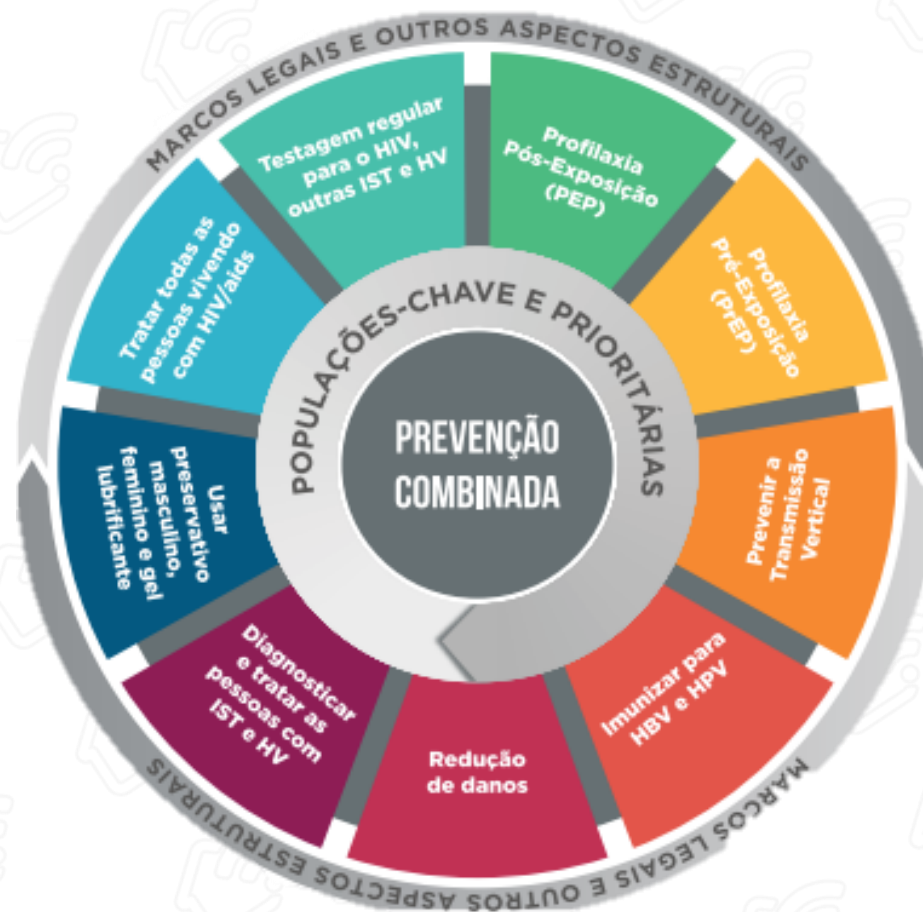 MARCOS LEGAIS E OUTROS ASPECTOS ESTRUTURAIS
Testagem regular
para o HIV,
outras IST e HV
Profilaxia
Pós-Exposição
(PEP)
Profilaxia
Pré-Exposição
(PrEP)
Prevenir a
Transmissão
Vertical
Imunizar para
HBV e HPV
Redução
de danos
Diagnosticar
e tratar as
pessoas com
IST e HV
Usar
preservativo
masculino,
feminino e gel
lubrificante
Tratar todas as
pessoas vivendo
com HIV/aids
POPULAÇÕES-CHAVE E PRIORITÁRIAS
PREVENÇÃO
COMBINADA
MARCOS LEGAIS E OUTROS ASPECTOS ESTRUTURAIS